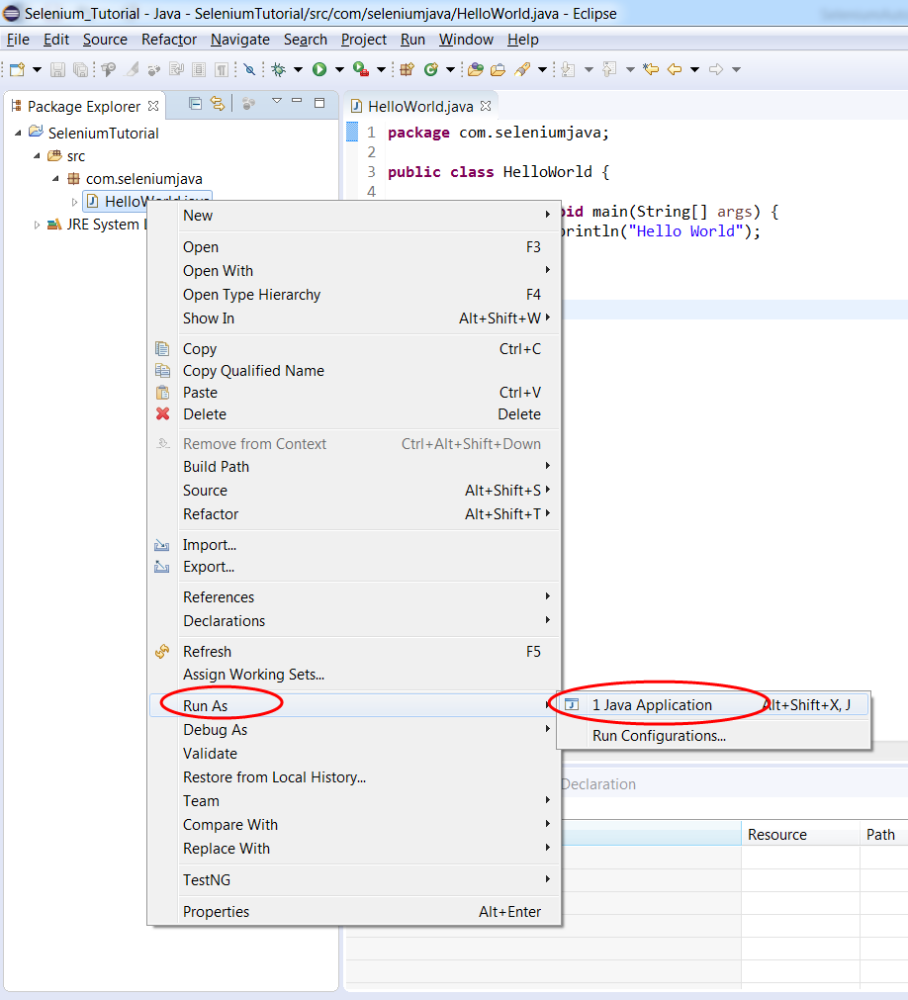 Selenium_Tutorial - Java - SeleniumTutorial/src/com/seleniumjava/HelloWorld.java - Eclipse
File Edit Source Refactor Navigate Search Project Run Window Help
Package Explorer
SeleniumTutorial
src
com.seleniumjava
HelloWorld.java
JRE System
HelloWorld.java
1 package com.seleniumjava;
2
3 public class HelloWorld {
4
id main(String[] args) {
println("Hello World");
New
Open F3
Open With
Open Type Hierarchy F4
Show In Alt+Shift+W
Copy Ctrl+C
Copy Qualified Name
Paste Ctrl+V
Delete Delete
Remove from Context Ctrl+Alt+Shift+Down
Build Path
Source Alt+Shift+S
Refactor Alt+Shift+T
Import...
Export...
References
Declarations
Refresh F5
Assign Working Sets...
Run As
Debug As
Validate
Restore from Local History...
Team
Compare With
Replace With
TestNG
Properties Alt+Enter
1 Java Application Alt+Shift+X, J
Run Configurations...
Declaration
Resource Path